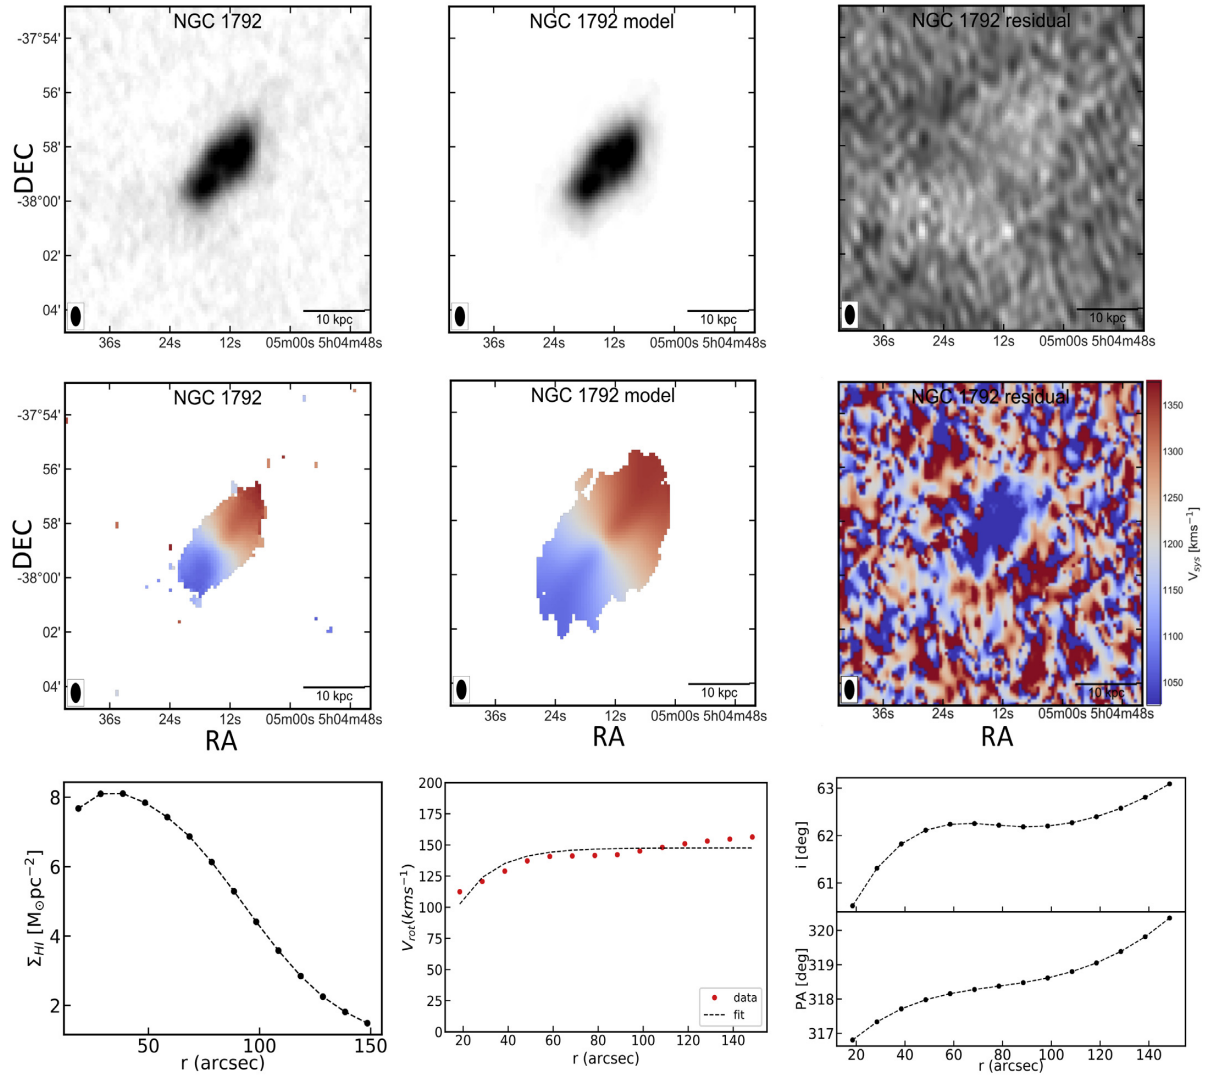 NGC 1792
NGC 1792 model
NGC 1792 residual
DEC
-37°54'
56'
58'
-38°00'
02'
04'
10 kpc
10 kpc
10 kpc
36s 24s 12s 05m00s 5h04m48s
36s 24s 12s 05m00s 5h04m48s
36s 24s 12s 05m00s 5h04m48s
NGC 1792
NGC 1792 model
NGC 1792 residual
DEC
-37°54'
56'
58'
-38°00'
02'
04'
10 kpc
10 kpc
10 kpc
36s 24s 12s 05m00s 5h04m48s
36s 24s 12s 05m00s 5h04m48s
36s 24s 12s 05m00s 5h04m48s
RA
RA
RA
1350
1300
1250
1200
1150
1100
1050
V_sys [kms⁻¹]
Σ_HI [M⊙pc⁻²]
8
6
4
2
50 100 150
r (arcsec)
V_rot(kms⁻¹)
200
175
150
125
100
75
50
25
0
data
fit
20 40 60 80 100 120 140
r (arcsec)
i [deg]
63
62
61
PA [deg]
320
319
318
317
20 40 60 80 100 120 140
r (arcsec)